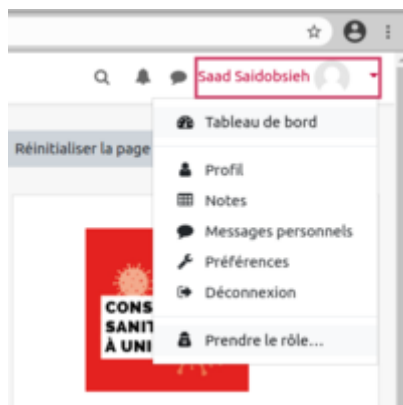 Saad Saidobsieh
Tableau de bord
Réinitialiser la page
Profil
Notes
Messages personnels
Préférences
Déconnexion
CONS
SANIT
À UNI
Prendre le rôle...